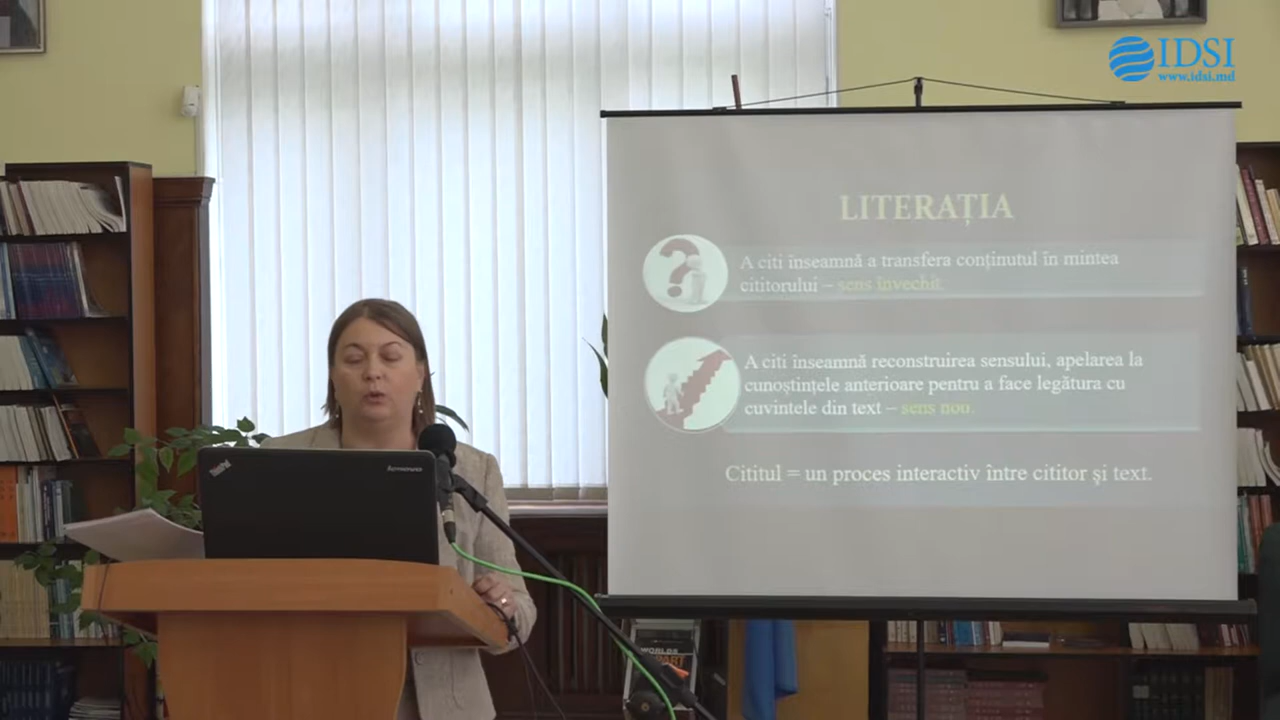 IDSI
www.idsi.md
LITERAȚIA
A citi înseamnă a transfera conținutul în mintea
cititorului – sens învechit.
A citi înseamnă reconstruirea sensului, apelarea la
cunoștințele anterioare pentru a face legătura cu
cuvintele din text – sens nou.
Cititul = un proces interactiv între cititor și text.
lenovo
ThinkPad
WORLDS